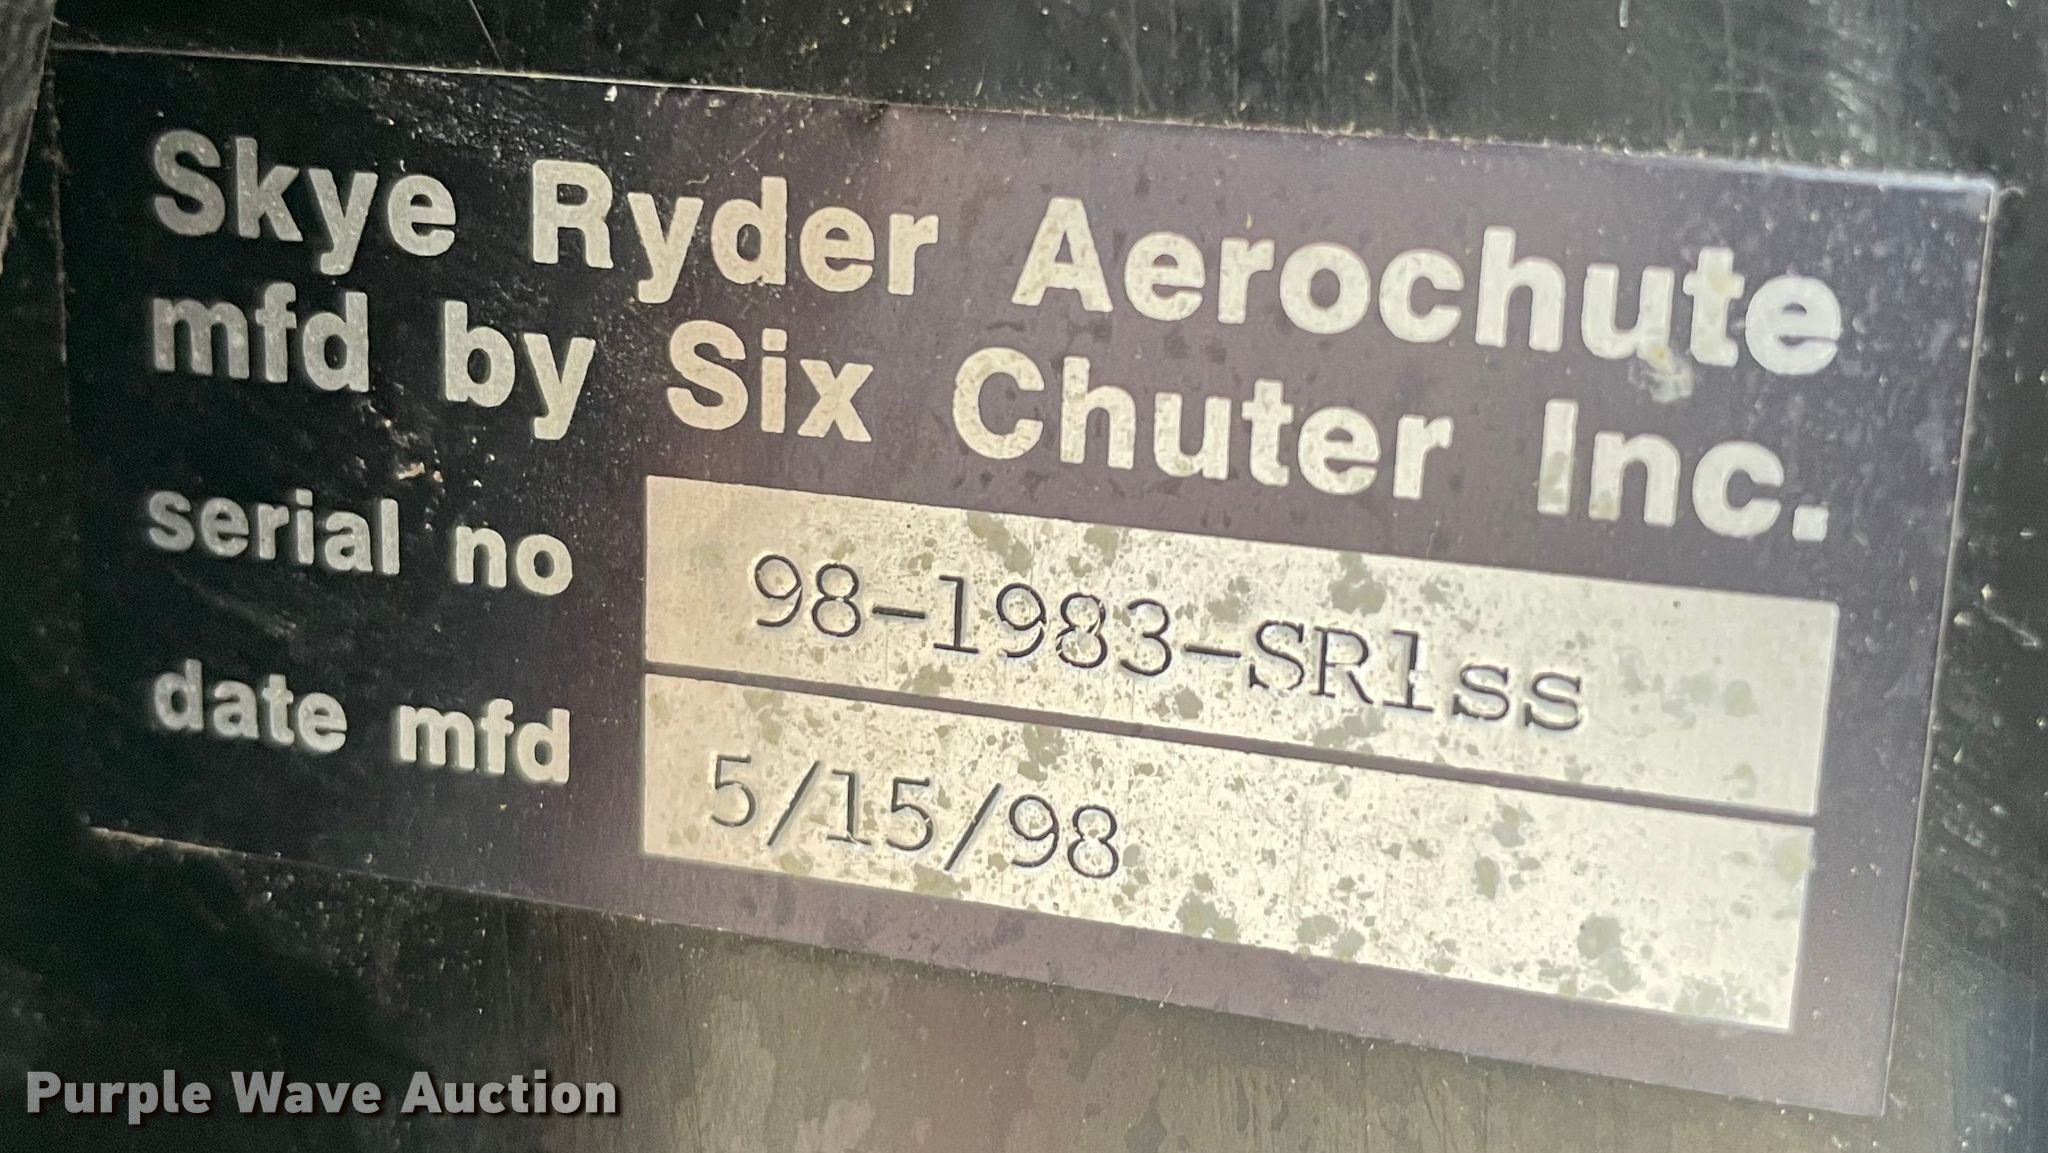 Skye Ryder Aerochute
mfd by Six Chuter Inc.
serial no 98-1983-SR1ss
date mfd 5/15/98
Purple Wave Auction